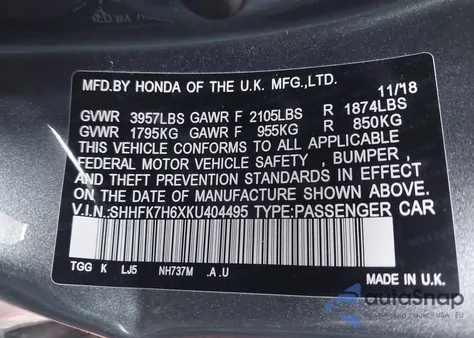 MFD.BY HONDA OF THE U.K. MFG.,LTD. 11/18
GVWR 3957LBS GAWR F 2105LBS R 1874LBS
GVWR 1795KG GAWR F 955KG R 850KG
THIS VEHICLE CONFORMS TO ALL APPLICABLE
FEDERAL MOTOR VEHICLE SAFETY , BUMPER ,
AND THEFT PREVENTION STANDARDS IN EFFECT
ON THE DATE OF MANUFACTURE SHOWN ABOVE.
V.I.N.:SHHFK7H6XKU404495 TYPE:PASSENGER CAR
TGG K LJ5 NH737M .A .U
MADE IN U.K.
autoSnap